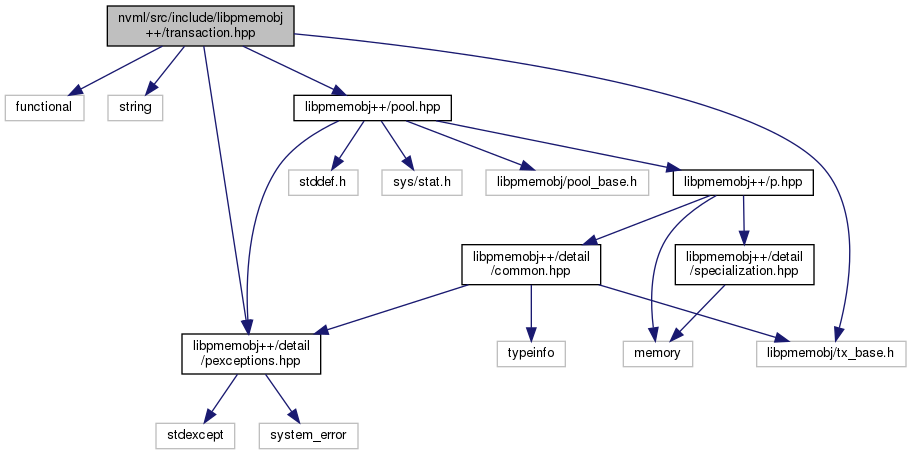 nvml/src/include/libpmemobj
++/transaction.hpp
functional
string
libpmemobj++/pool.hpp
stddef.h
sys/stat.h
libpmemobj/pool_base.h
libpmemobj++/p.hpp
libpmemobj++/detail
/common.hpp
libpmemobj++/detail
/specialization.hpp
libpmemobj++/detail
/pexceptions.hpp
typeinfo
memory
libpmemobj/tx_base.h
stdexcept
system_error